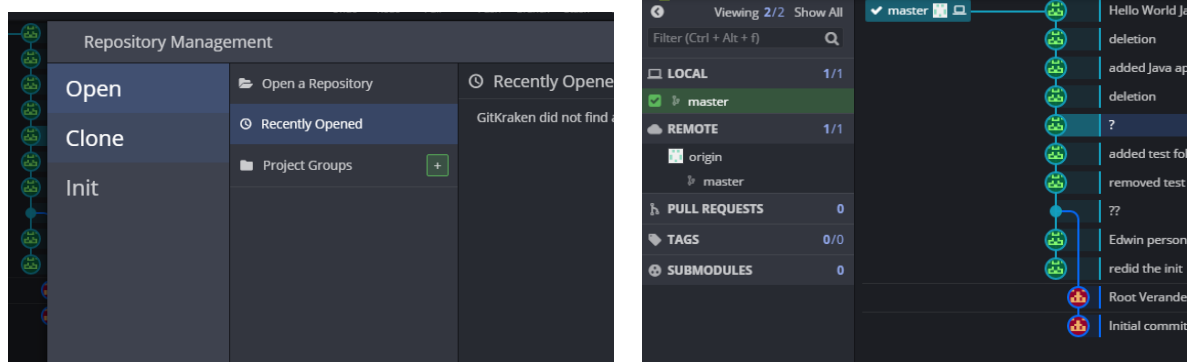 Repository Management
Open
Clone
Init
Open a Repository
Recently Opened
Project Groups
+
Recently Opene
GitKraken did not find
Viewing 2/2 Show All
Filter (Ctrl + Alt + f)
LOCAL 1/1
master
REMOTE 1/1
origin
master
PULL REQUESTS 0
TAGS 0/0
SUBMODULES 0
master
Hello World Ja
deletion
added Java ap
deletion
?
added test fol
removed test
??
Edwin person
redid the init
Root Verande
Initial commit